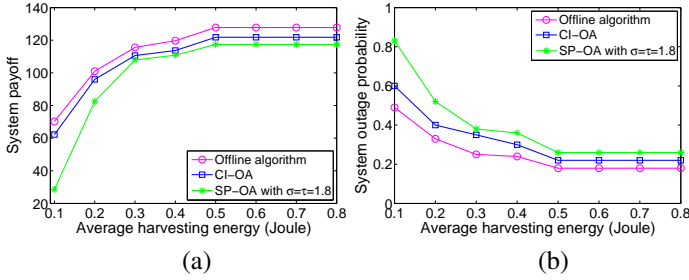 140
120
100
80
60
40
20
System payoff
0.1 0.2 0.3 0.4 0.5 0.6 0.7 0.8
Average harvesting energy (Joule)
Offline algorithm
CI−OA
SP−OA with σ=τ=1.8
(a)
1
0.8
0.6
0.4
0.2
0
System outage probability
0.1 0.2 0.3 0.4 0.5 0.6 0.7 0.8
Average harvesting energy (Joule)
Offline algorithm
CI−OA
SP−OA with σ=τ=1.8
(b)